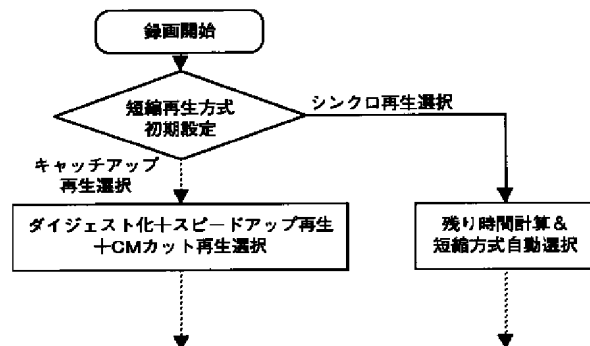 録画開始
短縮再生方式
初期設定
シンクロ再生選択
キャッチアップ
再生選択
ダイジェスト化＋スピードアップ再生
＋CMカット再生選択
残り時間計算＆
短縮方式自動選択